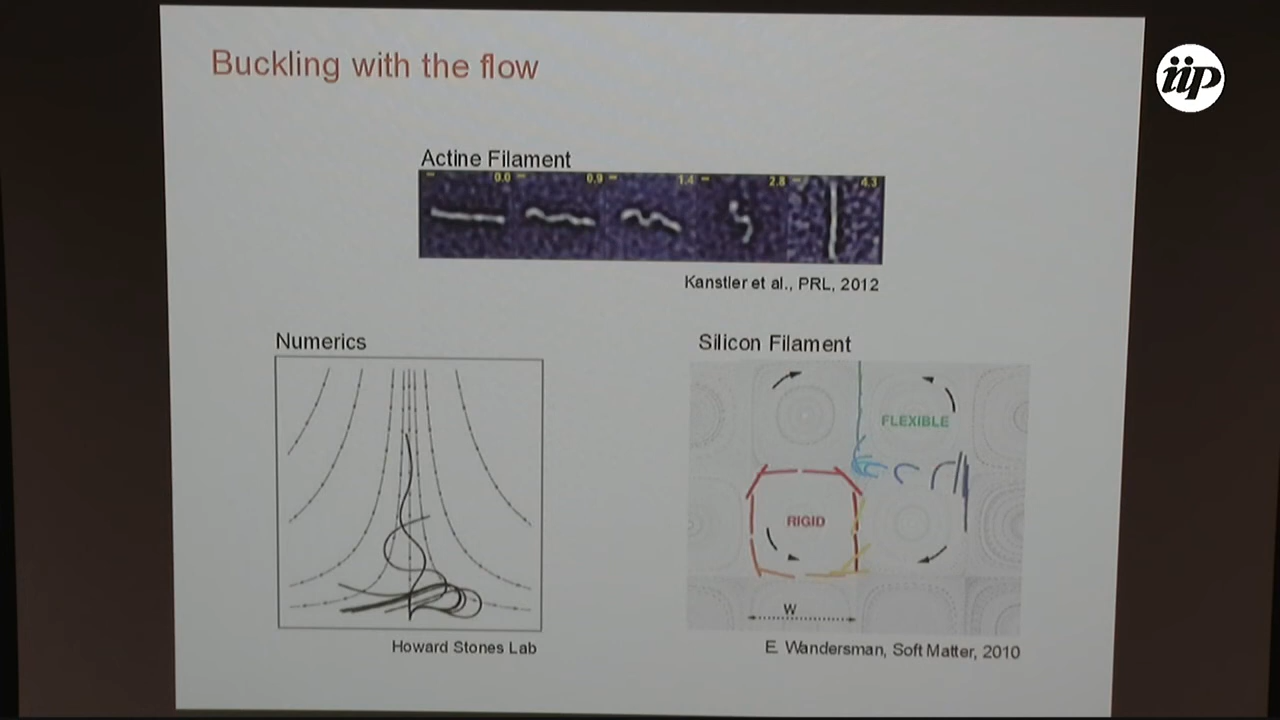 Buckling with the flow
iip
Actine Filament
0.0 0.9 1.4 2.8 4.3
Kanstler et al., PRL, 2012
Numerics
Silicon Filament
FLEXIBLE
RIGID
W
Howard Stones Lab
E. Wandersman, Soft Matter, 2010